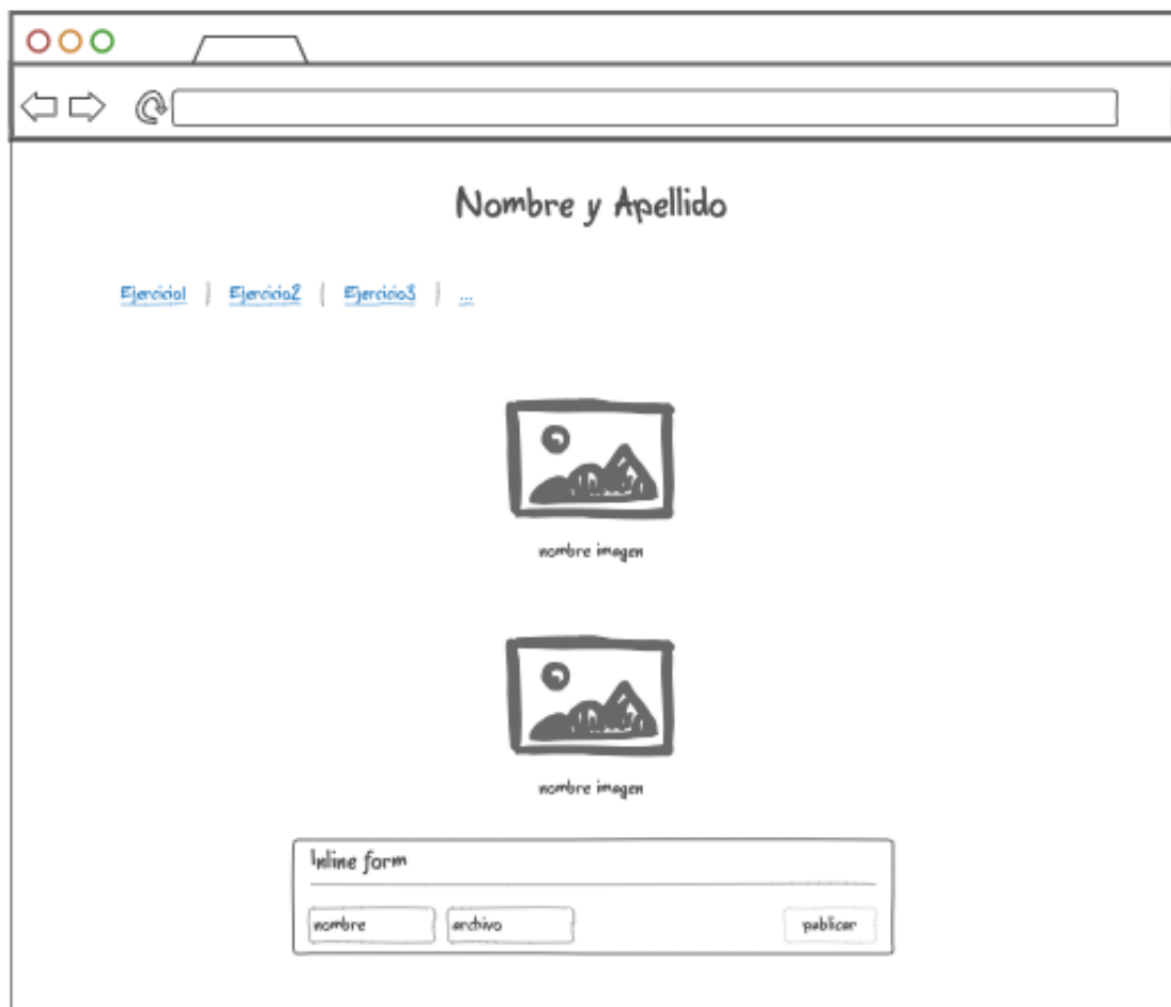 Nombre y Apellido
Ejercicio1 | Ejercicio2 | Ejercicio3 | ...
nombre imagen
nombre imagen
Inline form
nombre archivo publicar